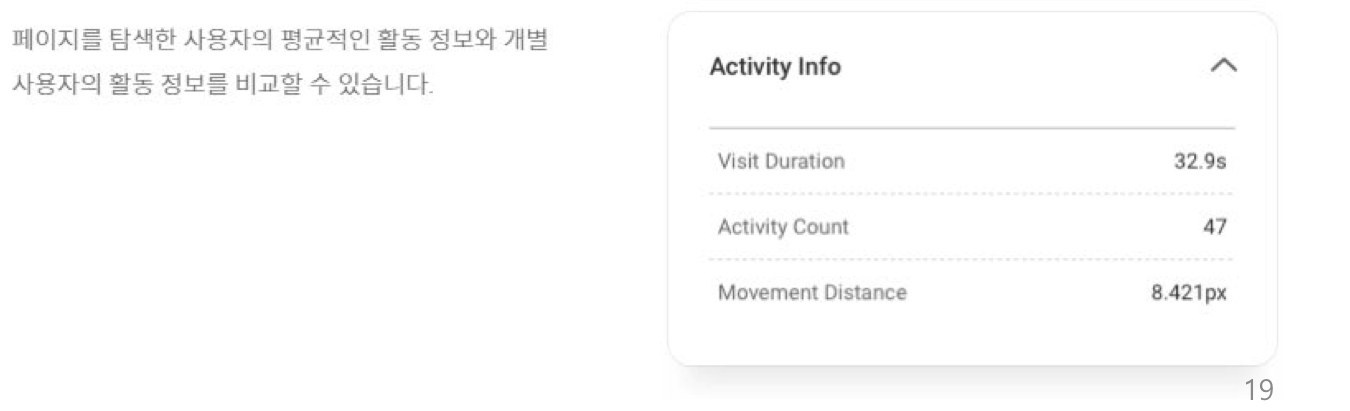 페이지를 탐색한 사용자의 평균적인 활동 정보와 개별
사용자의 활동 정보를 비교할 수 있습니다.
Activity Info
Visit Duration 32.9s
Activity Count 47
Movement Distance 8.421px
19